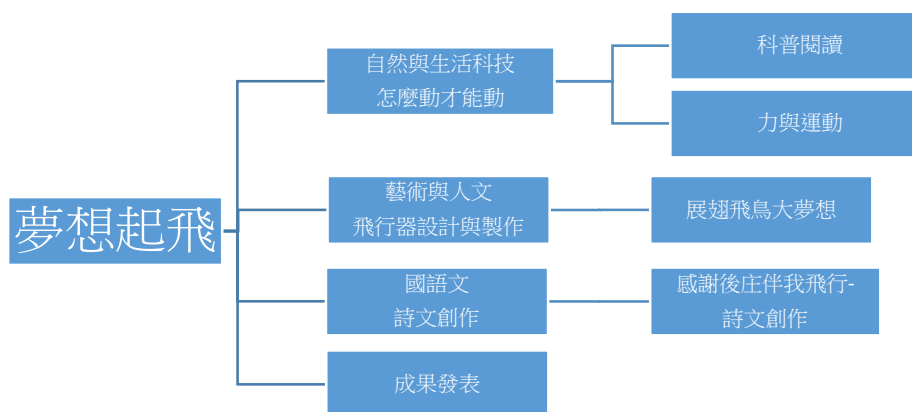 夢想起飛
自然與生活科技
怎麼動才能動
科普閱讀
力與運動
藝術與人文
飛行器設計與製作
展翅飛鳥大夢想
國語文
詩文創作
感謝後庄伴我飛行-
詩文創作
成果發表